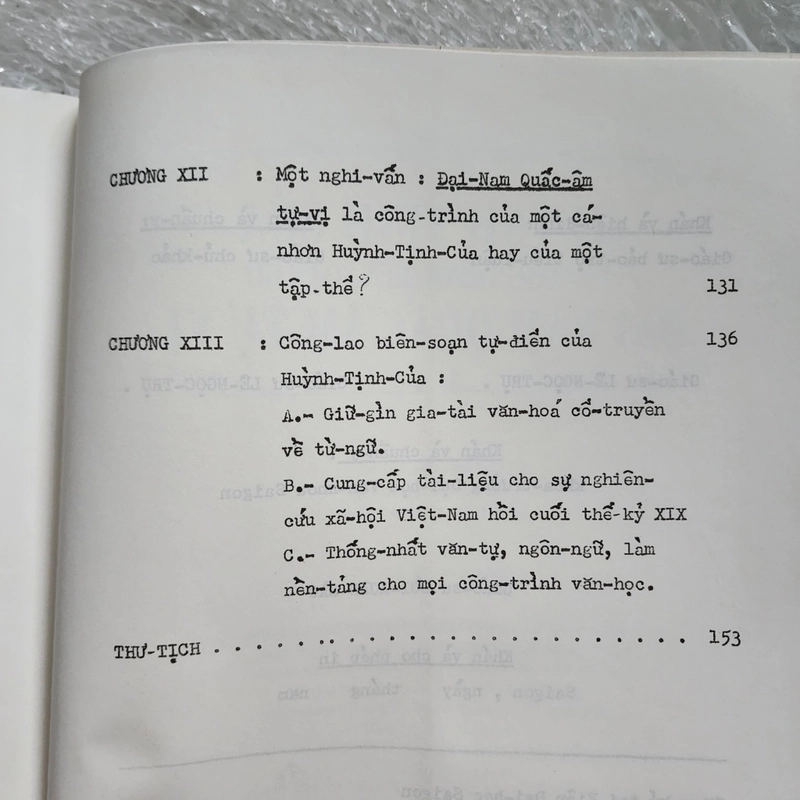 CHƯƠNG XII : Một nghi-vấn : Đại-Nam Quấc-âm
tự-vị là công-trình của một cá-
nhơn Huỳnh-Tịnh-Của hay của một
tập-thể? 131
CHƯƠNG XIII : Công-lao biên-soạn tự-điển của 136
Huỳnh-Tịnh-Của :
A.- Giữ-gìn gia-tài văn-hoá cổ-truyền
về từ-ngữ.
B.- Cung-cấp tài-liệu cho sự nghiên-
cứu xã-hội Việt-Nam hồi cuối thế-kỷ XIX
C.- Thống-nhất văn-tự, ngôn-ngữ, làm
nền-tảng cho mọi công-trình văn-học.
THƯ-TỊCH . . . . . . . . . . . . . . . . . . . . . . . . 153